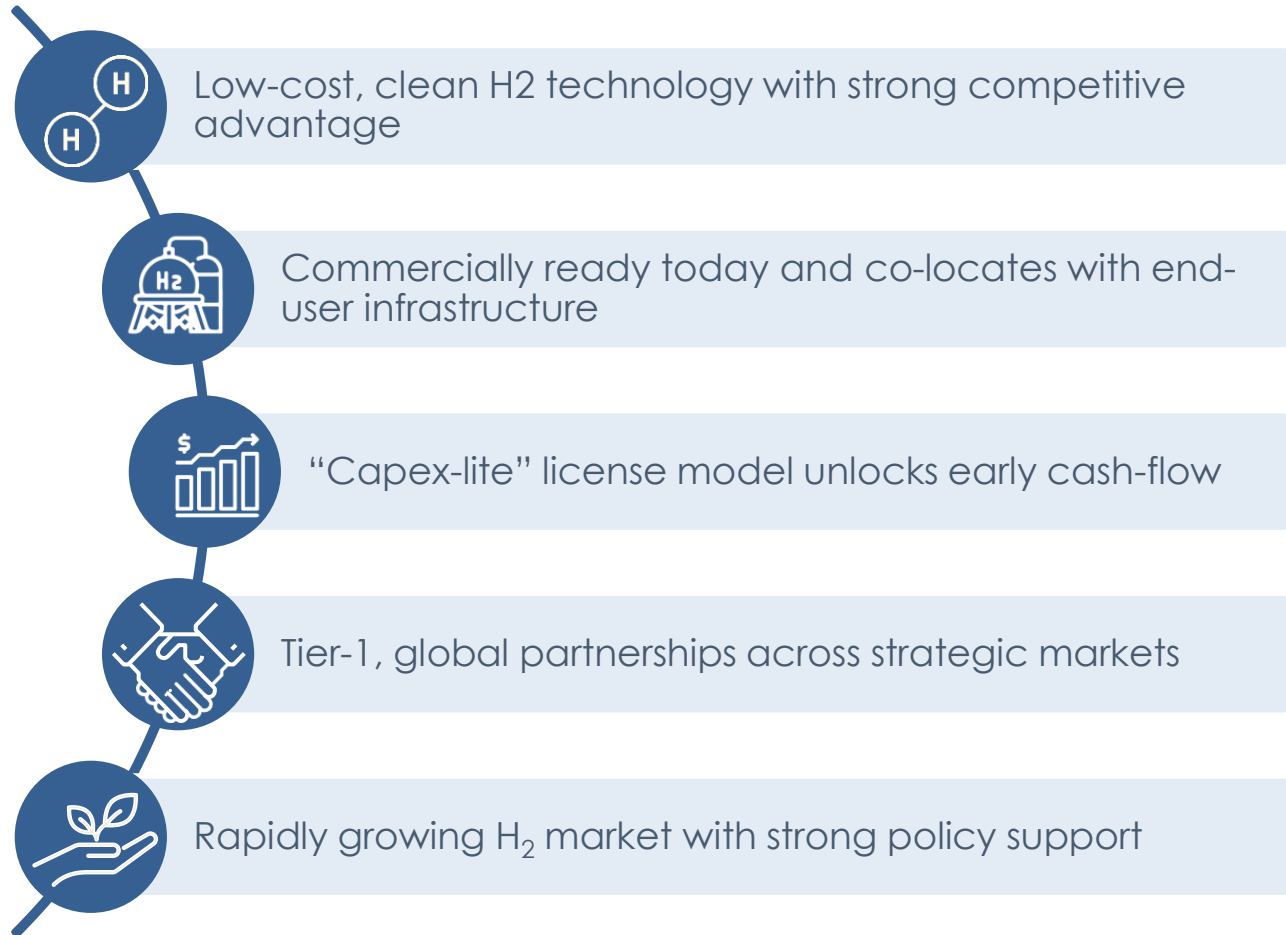 H
H
Low-cost, clean H2 technology with strong competitive
advantage
H2
Commercially ready today and co-locates with end-
user infrastructure
$
“Capex-lite” license model unlocks early cash-flow
Tier-1, global partnerships across strategic markets
Rapidly growing H₂ market with strong policy support